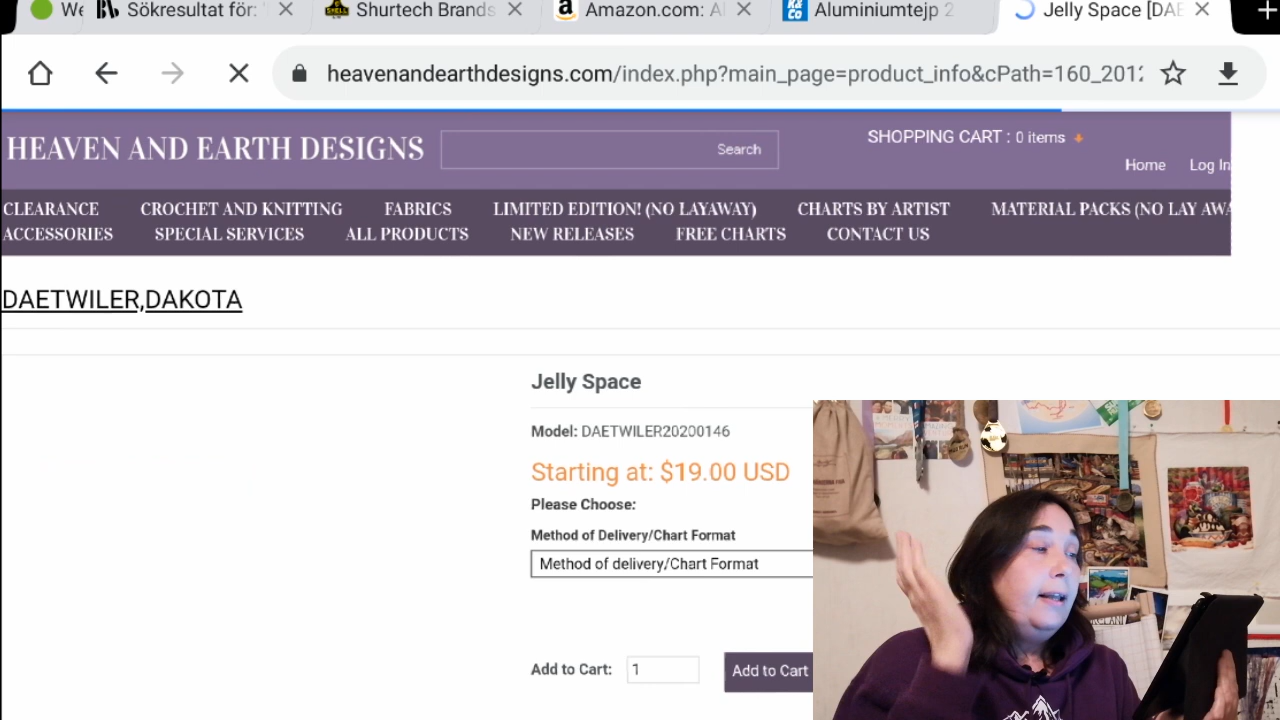 We
Sökresultat för: '
Shurtech Brands
Amazon.com: Al
Aluminiumtejp 2
Jelly Space [DAE
heavenandearthdesigns.com/index.php?main_page=product_info&cPath=160_2012
HEAVEN AND EARTH DESIGNS
Search
SHOPPING CART : 0 items
Home Log In
CLEARANCE CROCHET AND KNITTING FABRICS LIMITED EDITION! (NO LAYAWAY) CHARTS BY ARTIST MATERIAL PACKS (NO LAY AWA
ACCESSORIES SPECIAL SERVICES ALL PRODUCTS NEW RELEASES FREE CHARTS CONTACT US
DAETWILER,DAKOTA
Jelly Space
Model: DAETWILER20200146
Starting at: $19.00 USD
Please Choose:
Method of Delivery/Chart Format
Method of delivery/Chart Format
Add to Cart: 1 Add to Cart